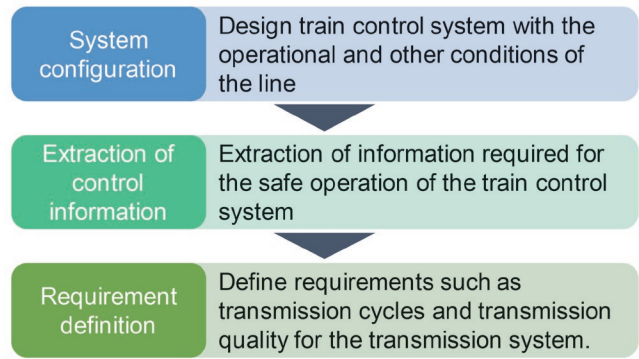 System
configuration
Design train control system with the
operational and other conditions of
the line
Extraction of
control
information
Extraction of information required for
the safe operation of the train control
system
Requirement
definition
Define requirements such as
transmission cycles and transmission
quality for the transmission system.